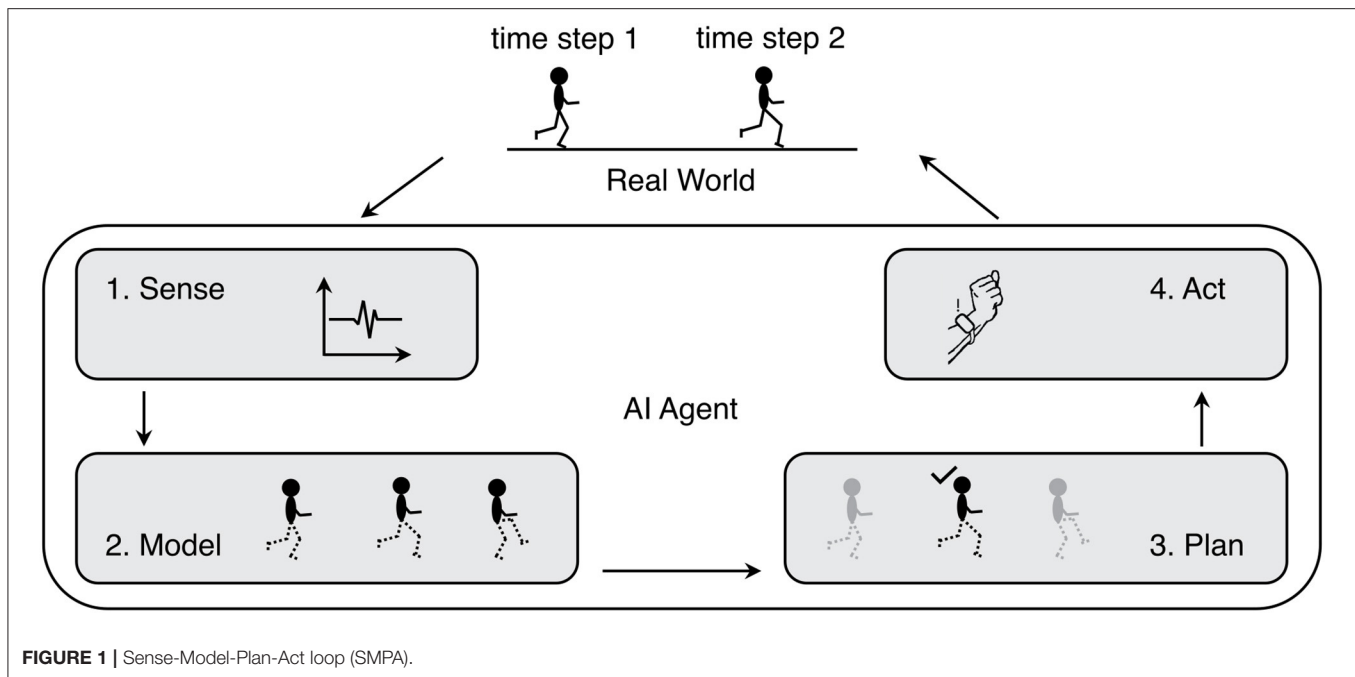 time step 1 time step 2
Real World
1. Sense
4. Act
!
AI Agent
2. Model
3. Plan
FIGURE 1 | Sense-Model-Plan-Act loop (SMPA).